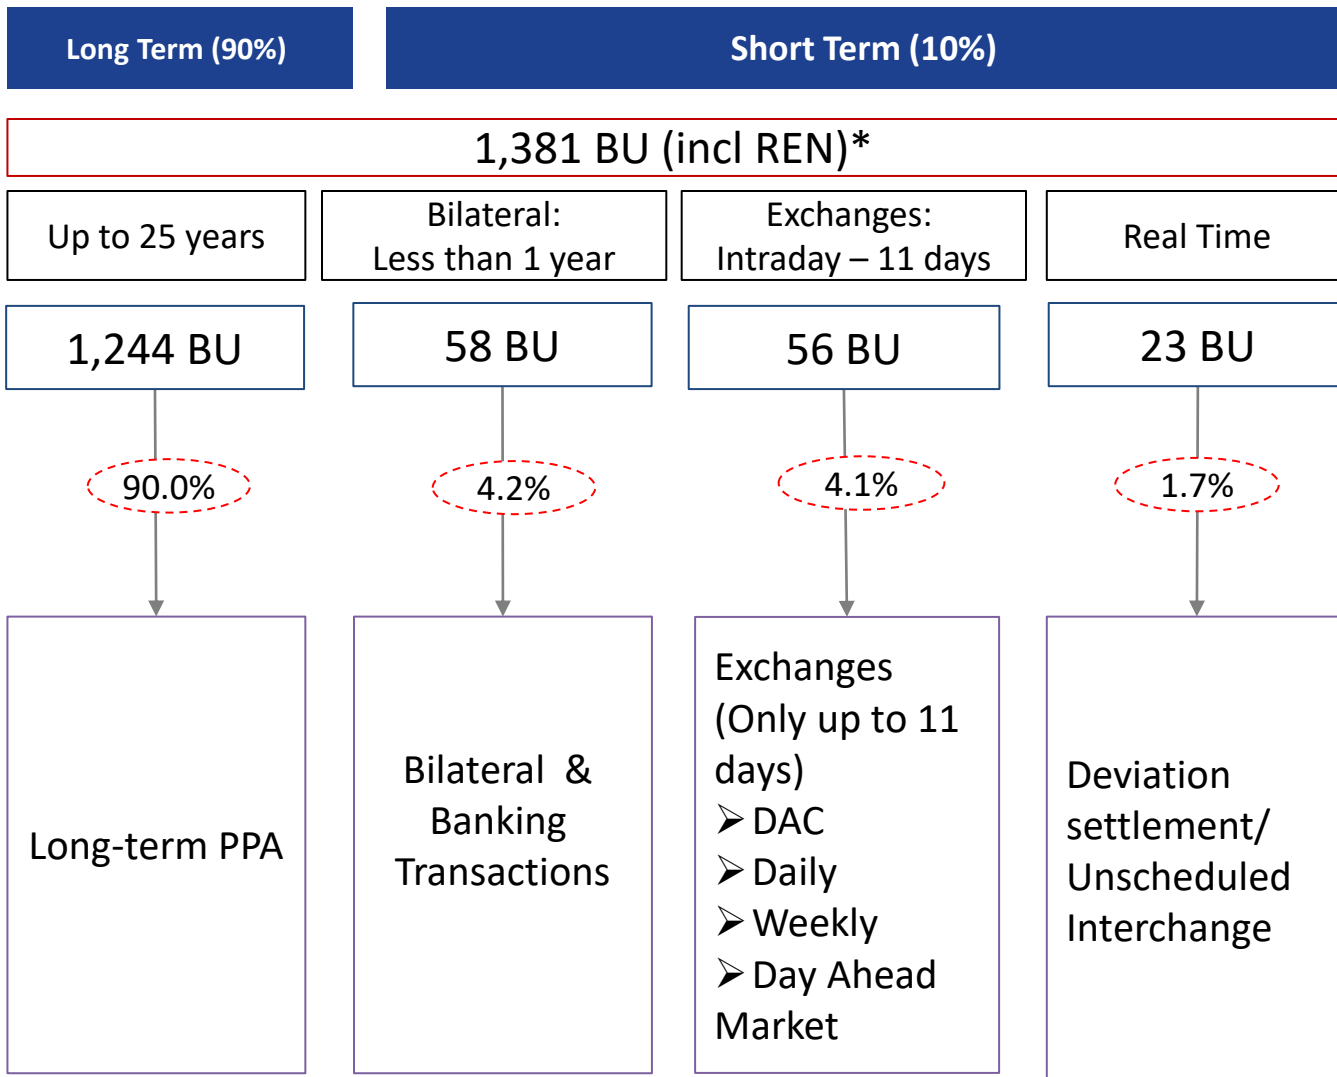 Long Term (90%)
Short Term (10%)
1,381 BU (incl REN)*
Up to 25 years
Bilateral:
Less than 1 year
Exchanges:
Intraday – 11 days
Real Time
1,244 BU
58 BU
56 BU
23 BU
90.0%
4.2%
4.1%
1.7%
Long-term PPA
Bilateral &
Banking
Transactions
Exchanges
(Only up to 11
days)
➢ DAC
➢ Daily
➢ Weekly
➢ Day Ahead
Market
Deviation
settlement/
Unscheduled
Interchange